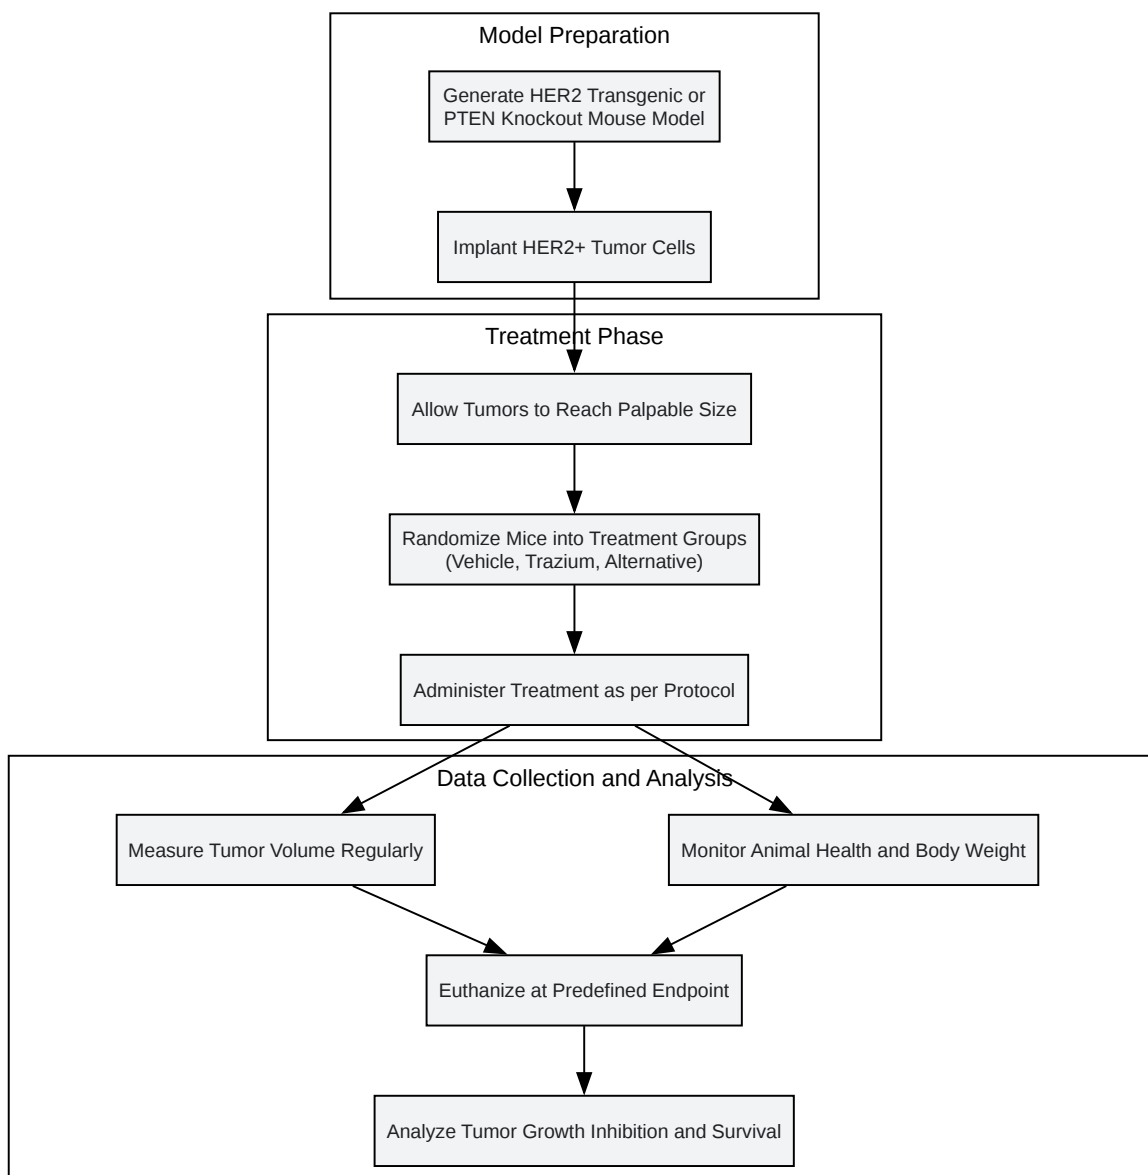 Model Preparation
Generate HER2 Transgenic or
PTEN Knockout Mouse Model
Implant HER2+ Tumor Cells
Treatment Phase
Allow Tumors to Reach Palpable Size
Randomize Mice into Treatment Groups
(Vehicle, Trazium, Alternative)
Administer Treatment as per Protocol
Data Collection and Analysis
Measure Tumor Volume Regularly
Monitor Animal Health and Body Weight
Euthanize at Predefined Endpoint
Analyze Tumor Growth Inhibition and Survival